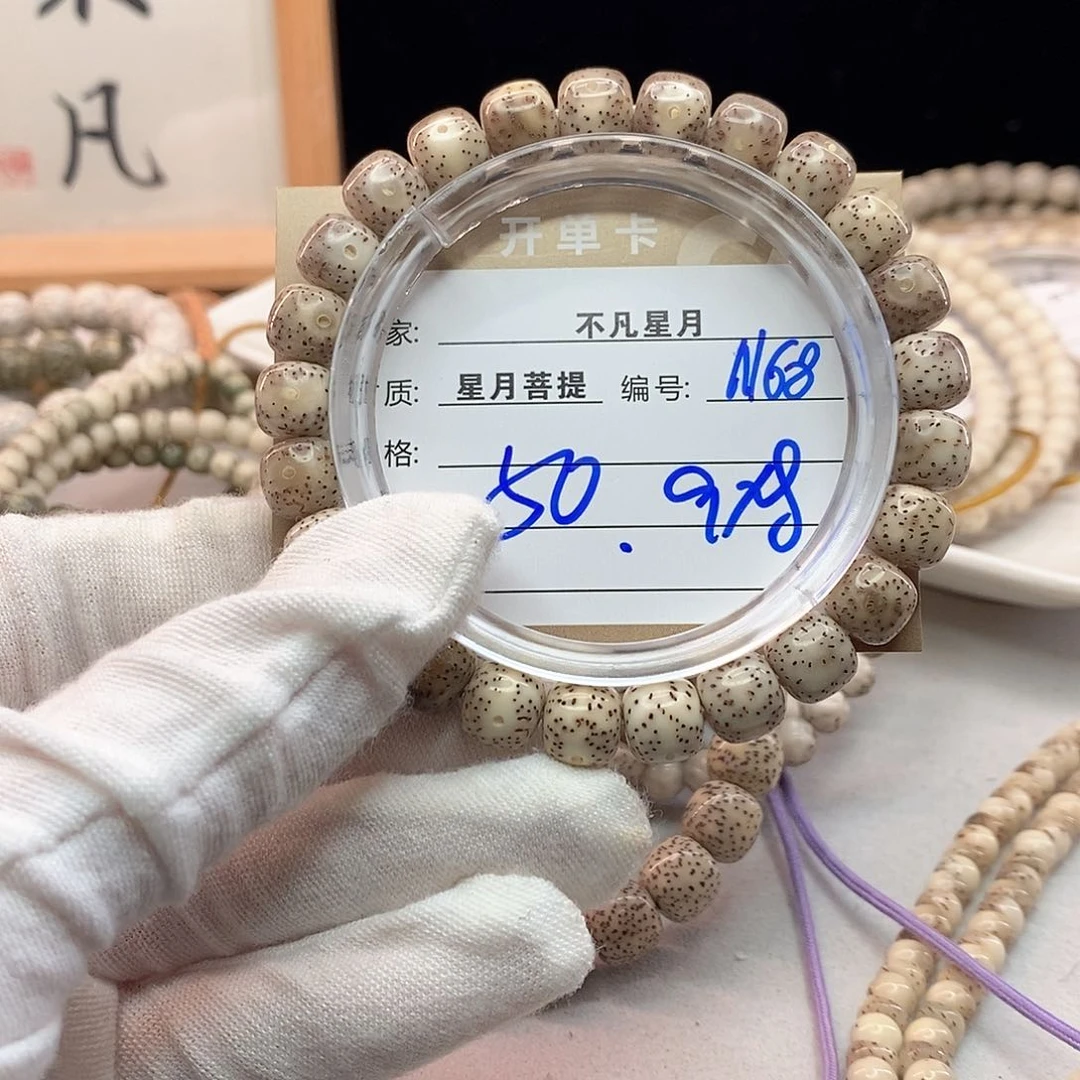 凡
开单卡
家: 不凡星月
质: 星月菩提 编号: N68
格:
50. 9x8